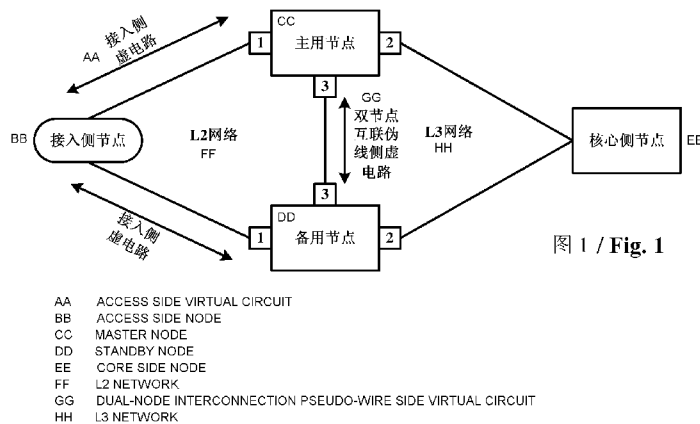 CC
主用节点
1
2
3
接入侧
虚电路
AA
GG
双节点
互联伪
线侧虚
电路
L2网络
FF
L3网络
HH
BB
接入侧节点
核心侧节点
EE
接入侧
虚电路
3
DD
备用节点
1
2
图 1 / Fig. 1
AA ACCESS SIDE VIRTUAL CIRCUIT
BB ACCESS SIDE NODE
CC MASTER NODE
DD STANDBY NODE
EE CORE SIDE NODE
FF L2 NETWORK
GG DUAL-NODE INTERCONNECTION PSEUDO-WIRE SIDE VIRTUAL CIRCUIT
HH L3 NETWORK